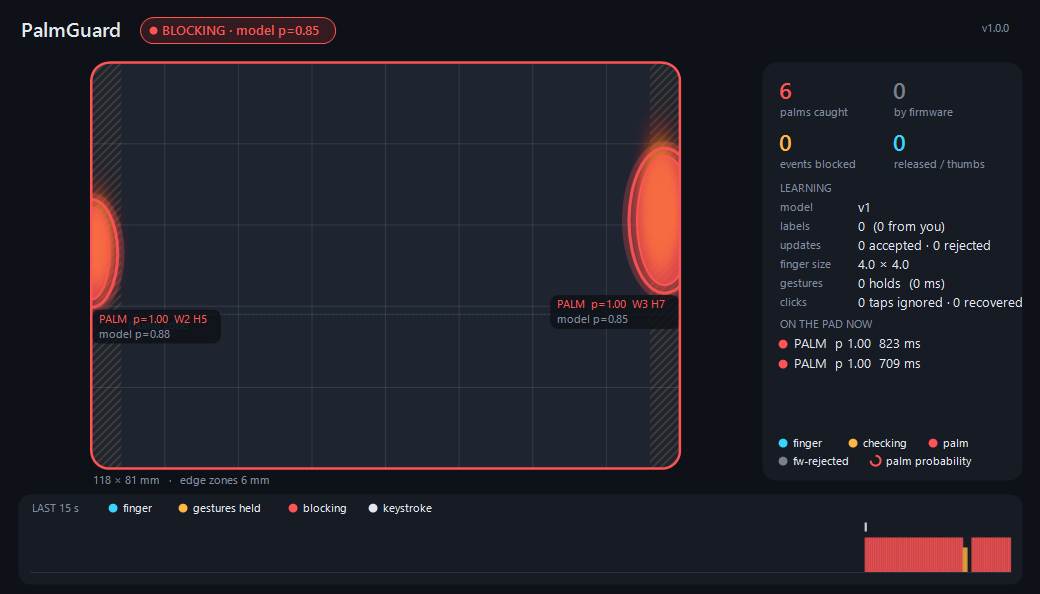 PalmGuard
BLOCKING · model p=0.85
v1.0.0
6
palms caught
0
by firmware
0
events blocked
0
released / thumbs
LEARNING
model v1
labels 0 (0 from you)
updates 0 accepted · 0 rejected
finger size 4.0 × 4.0
gestures 0 holds (0 ms)
clicks 0 taps ignored · 0 recovered
ON THE PAD NOW
PALM p 1.00 823 ms
PALM p 1.00 709 ms
finger
checking
palm
fw-rejected
palm probability
PALM p=1.00 W3 H7
model p=0.85
PALM p=1.00 W2 H5
model p=0.88
118 × 81 mm · edge zones 6 mm
LAST 15 s
finger
gestures held
blocking
keystroke